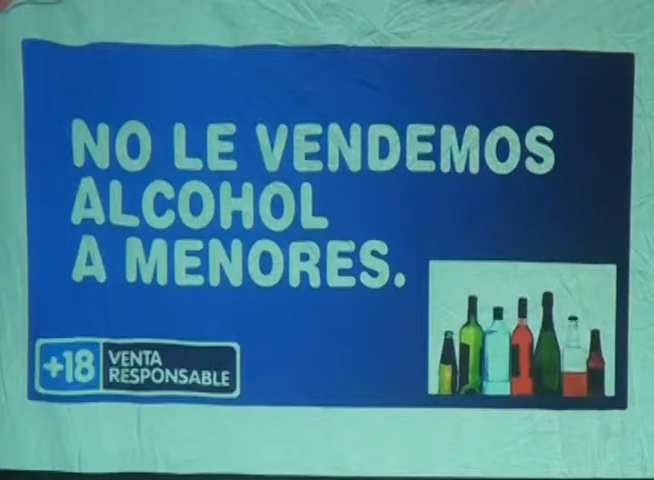 NO LE VENDEMOS
ALCOHOL
A MENORES.
+18 VENTA
RESPONSABLE